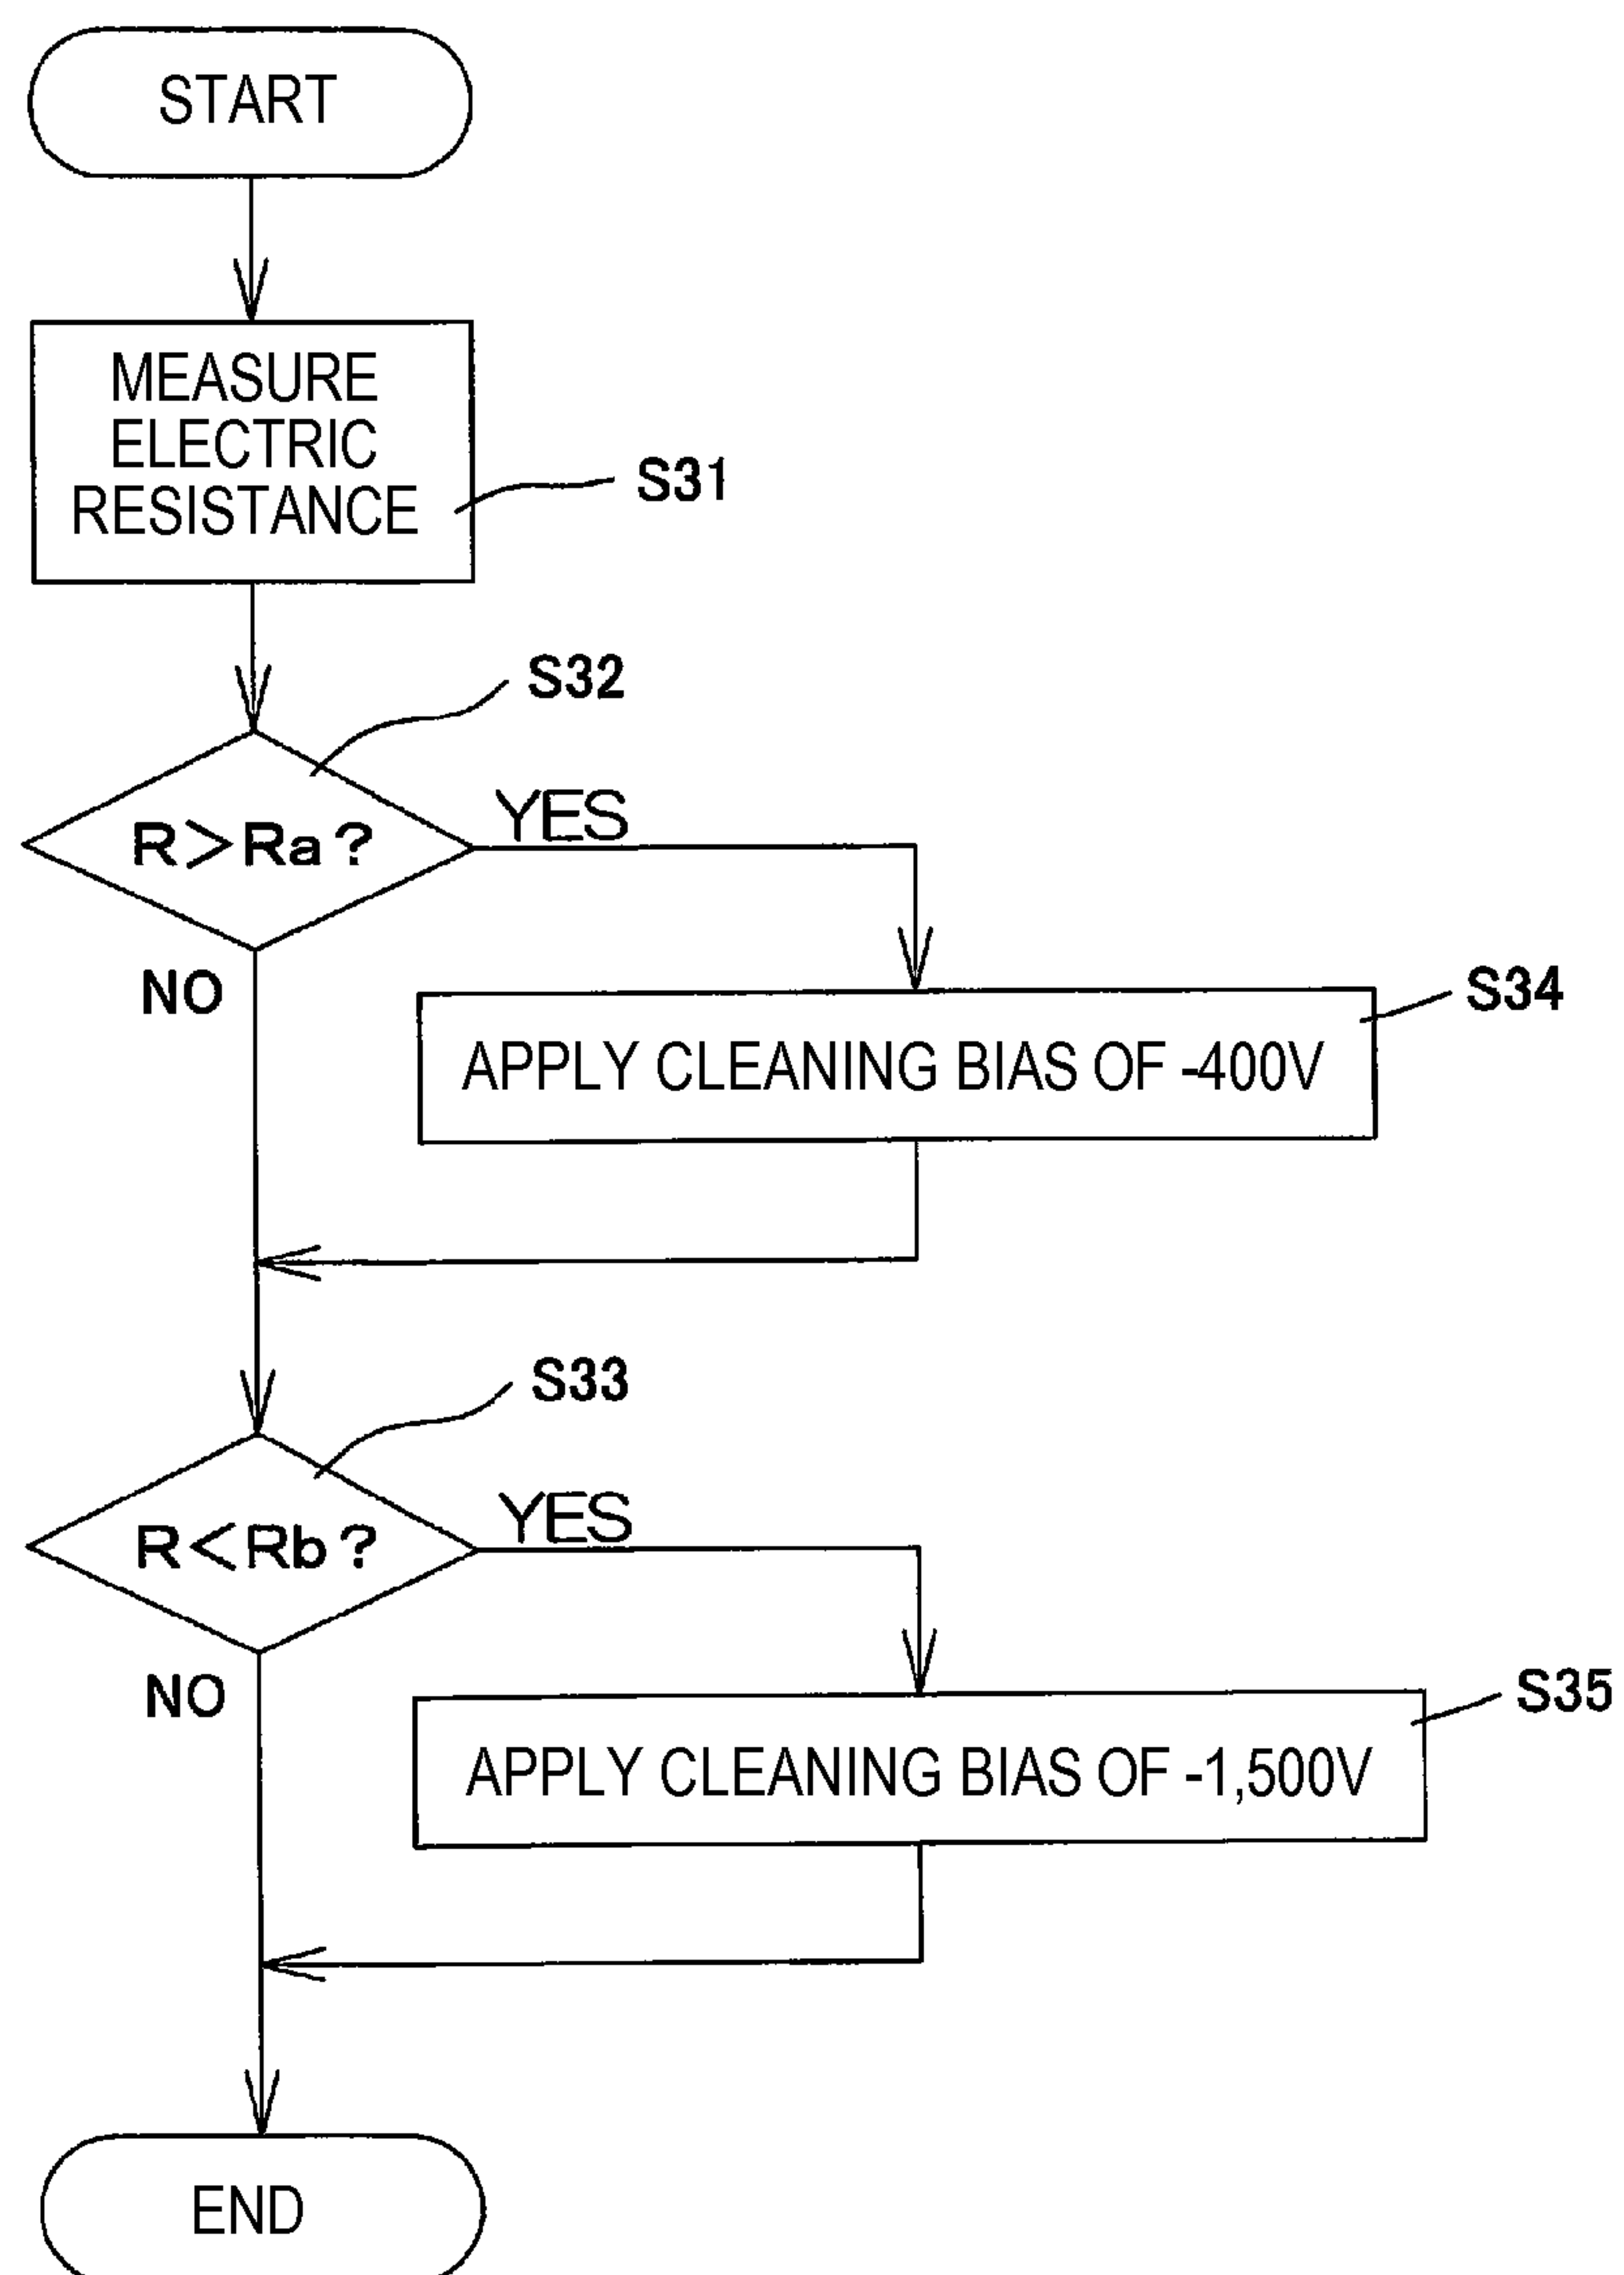 START
MEASURE
ELECTRIC
RESISTANCE
S31
S32
R>Ra?
YES
NO
S34
APPLY CLEANING BIAS OF -400V
S33
R<Rb?
YES
NO
S35
APPLY CLEANING BIAS OF -1,500V
END